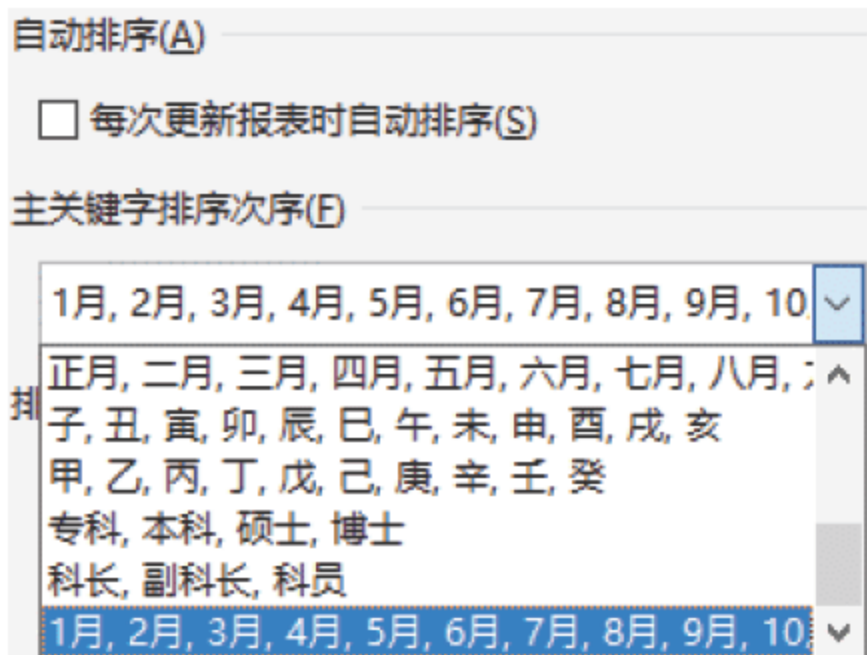 自动排序(A)
每次更新报表时自动排序(S)
主关键字排序次序(F)
1月, 2月, 3月, 4月, 5月, 6月, 7月, 8月, 9月, 10
正月, 二月, 三月, 四月, 五月, 六月, 七月, 八月,
排
子, 丑, 寅, 卯, 辰, 巳, 午, 未, 申, 酉, 戌, 亥
甲, 乙, 丙, 丁, 戊, 己, 庚, 辛, 壬, 癸
专科, 本科, 硕士, 博士
科长, 副科长, 科员
1月, 2月, 3月, 4月, 5月, 6月, 7月, 8月, 9月, 10,